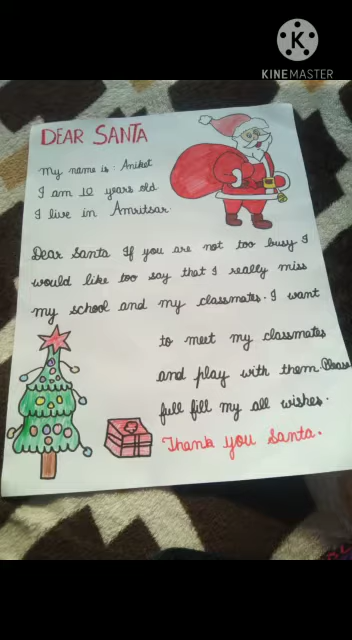 KINEMASTER
DEAR SANTA
My name is : Aniket
I am 10 years old
I live in Amritsar.
Dear Santa If you are not too busy I
would like too say that I really miss
my school and my classmates. I want
to meet my classmates
and play with them. Please
full fill my all wishes.
Thank you Santa.